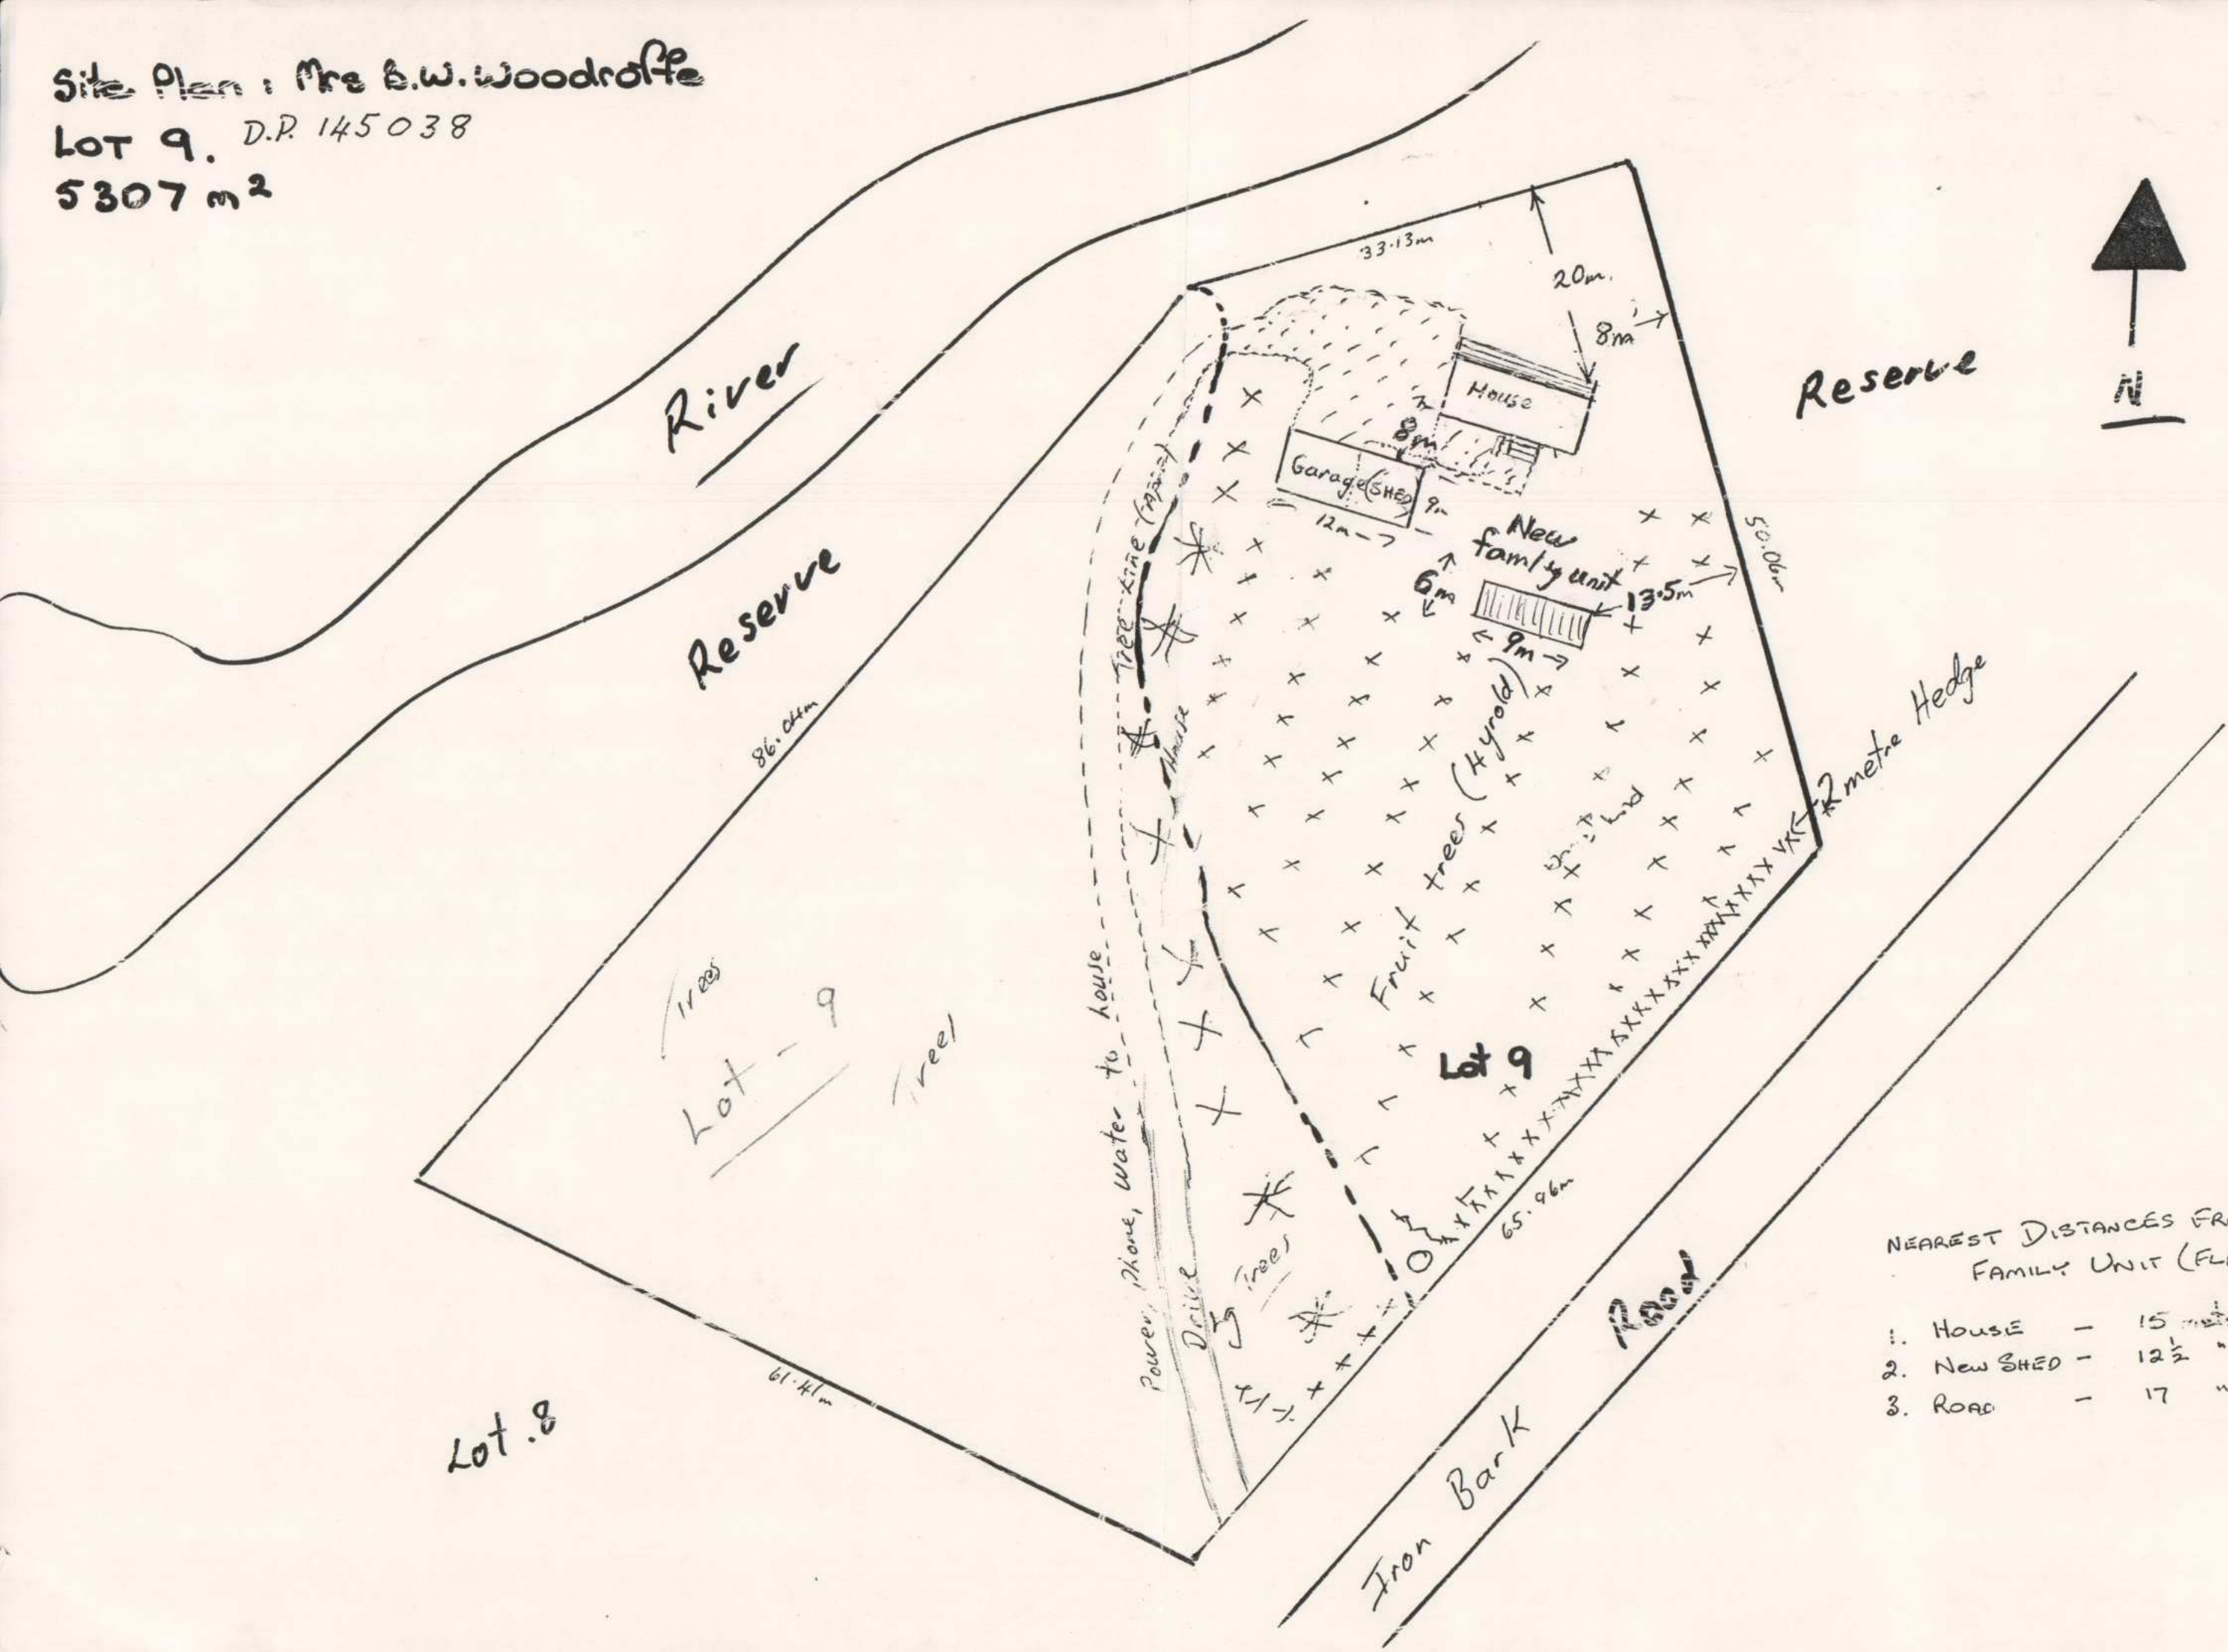 Site Plan : Mrs B.W. Woodroffe
LOT 9. D.P. 145038
5307 m²
River
Reserve
Reserve
N
33.13m
20m.
8m
House
8m
Garage (SHED)
9m
12m
New
family unit
6m
13.5m
9m
50.06m
2 metre Hedge
86.04m
Tree Line
House
Fruit trees (4 yrold)
Trees
Lot - 9
Trees
Lot 9
Power, Phone, Water to house
Drive
Trees
65.96m
61.41m
Lot .8
Road
Iron Bark
NEAREST DISTANCES FR
FAMILY UNIT (FL
1. HOUSE - 15
2. NEW SHED - 12½ "
3. ROAD - 17 "